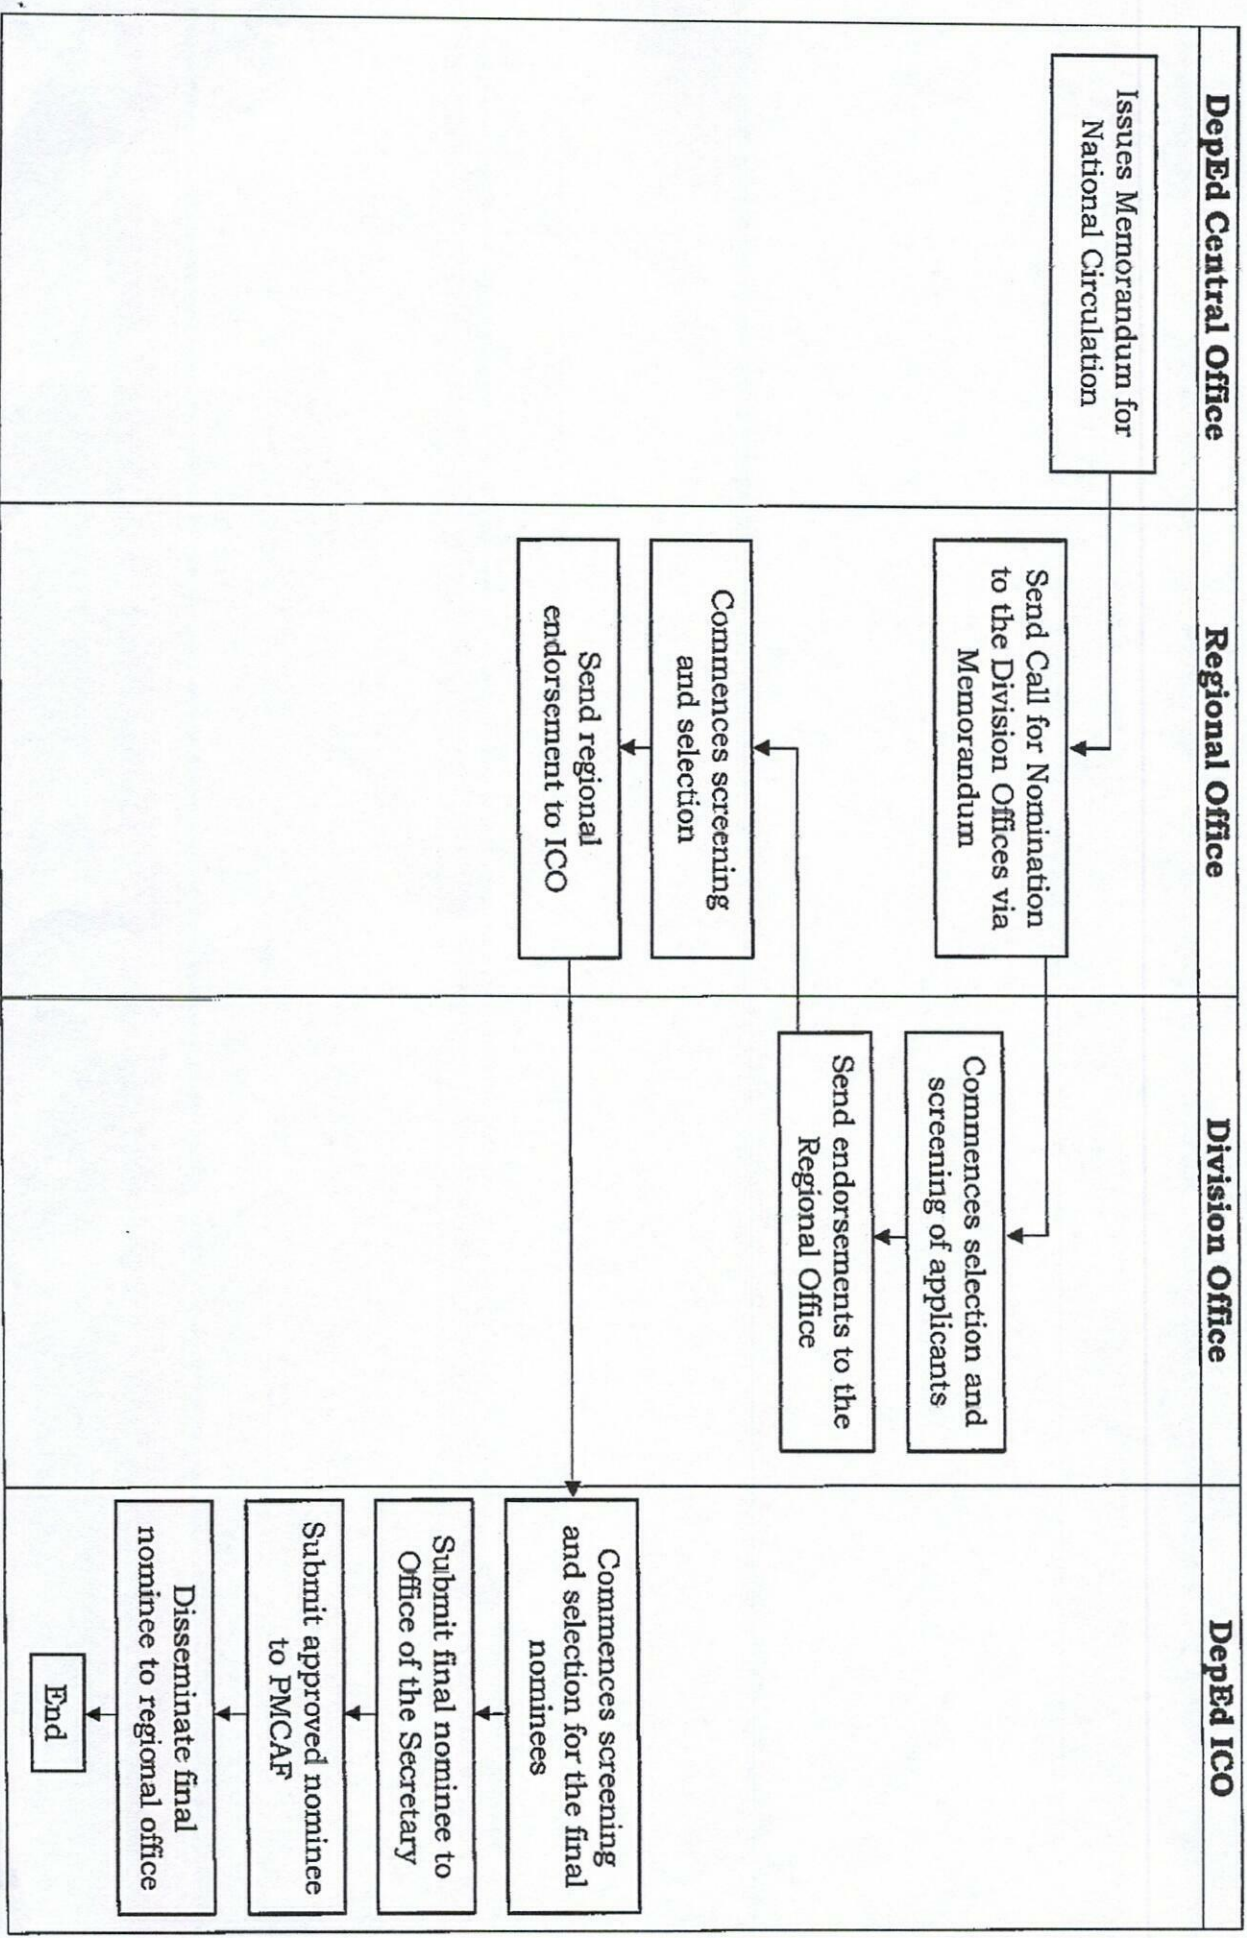 DepEd Central Office
Regional Office
Division Office
DepEd ICO
Issues Memorandum for
National Circulation
Send Call for Nomination
to the Division Offices via
Memorandum
Commences selection and
screening of applicants
Send endorsements to the
Regional Office
Commences screening
and selection
Send regional
endorsement to ICO
Commences screening
and selection for the final
nominees
Submit final nominee to
Office of the Secretary
Submit approved nominee
to PMCAF
Disseminate final
nominee to regional office
End